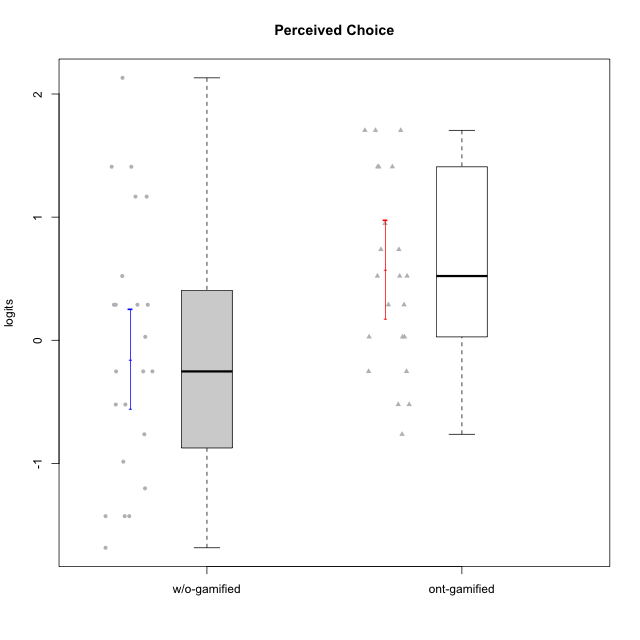 Perceived Choice
logits
2
1
0
-1
w/o-gamified
ont-gamified